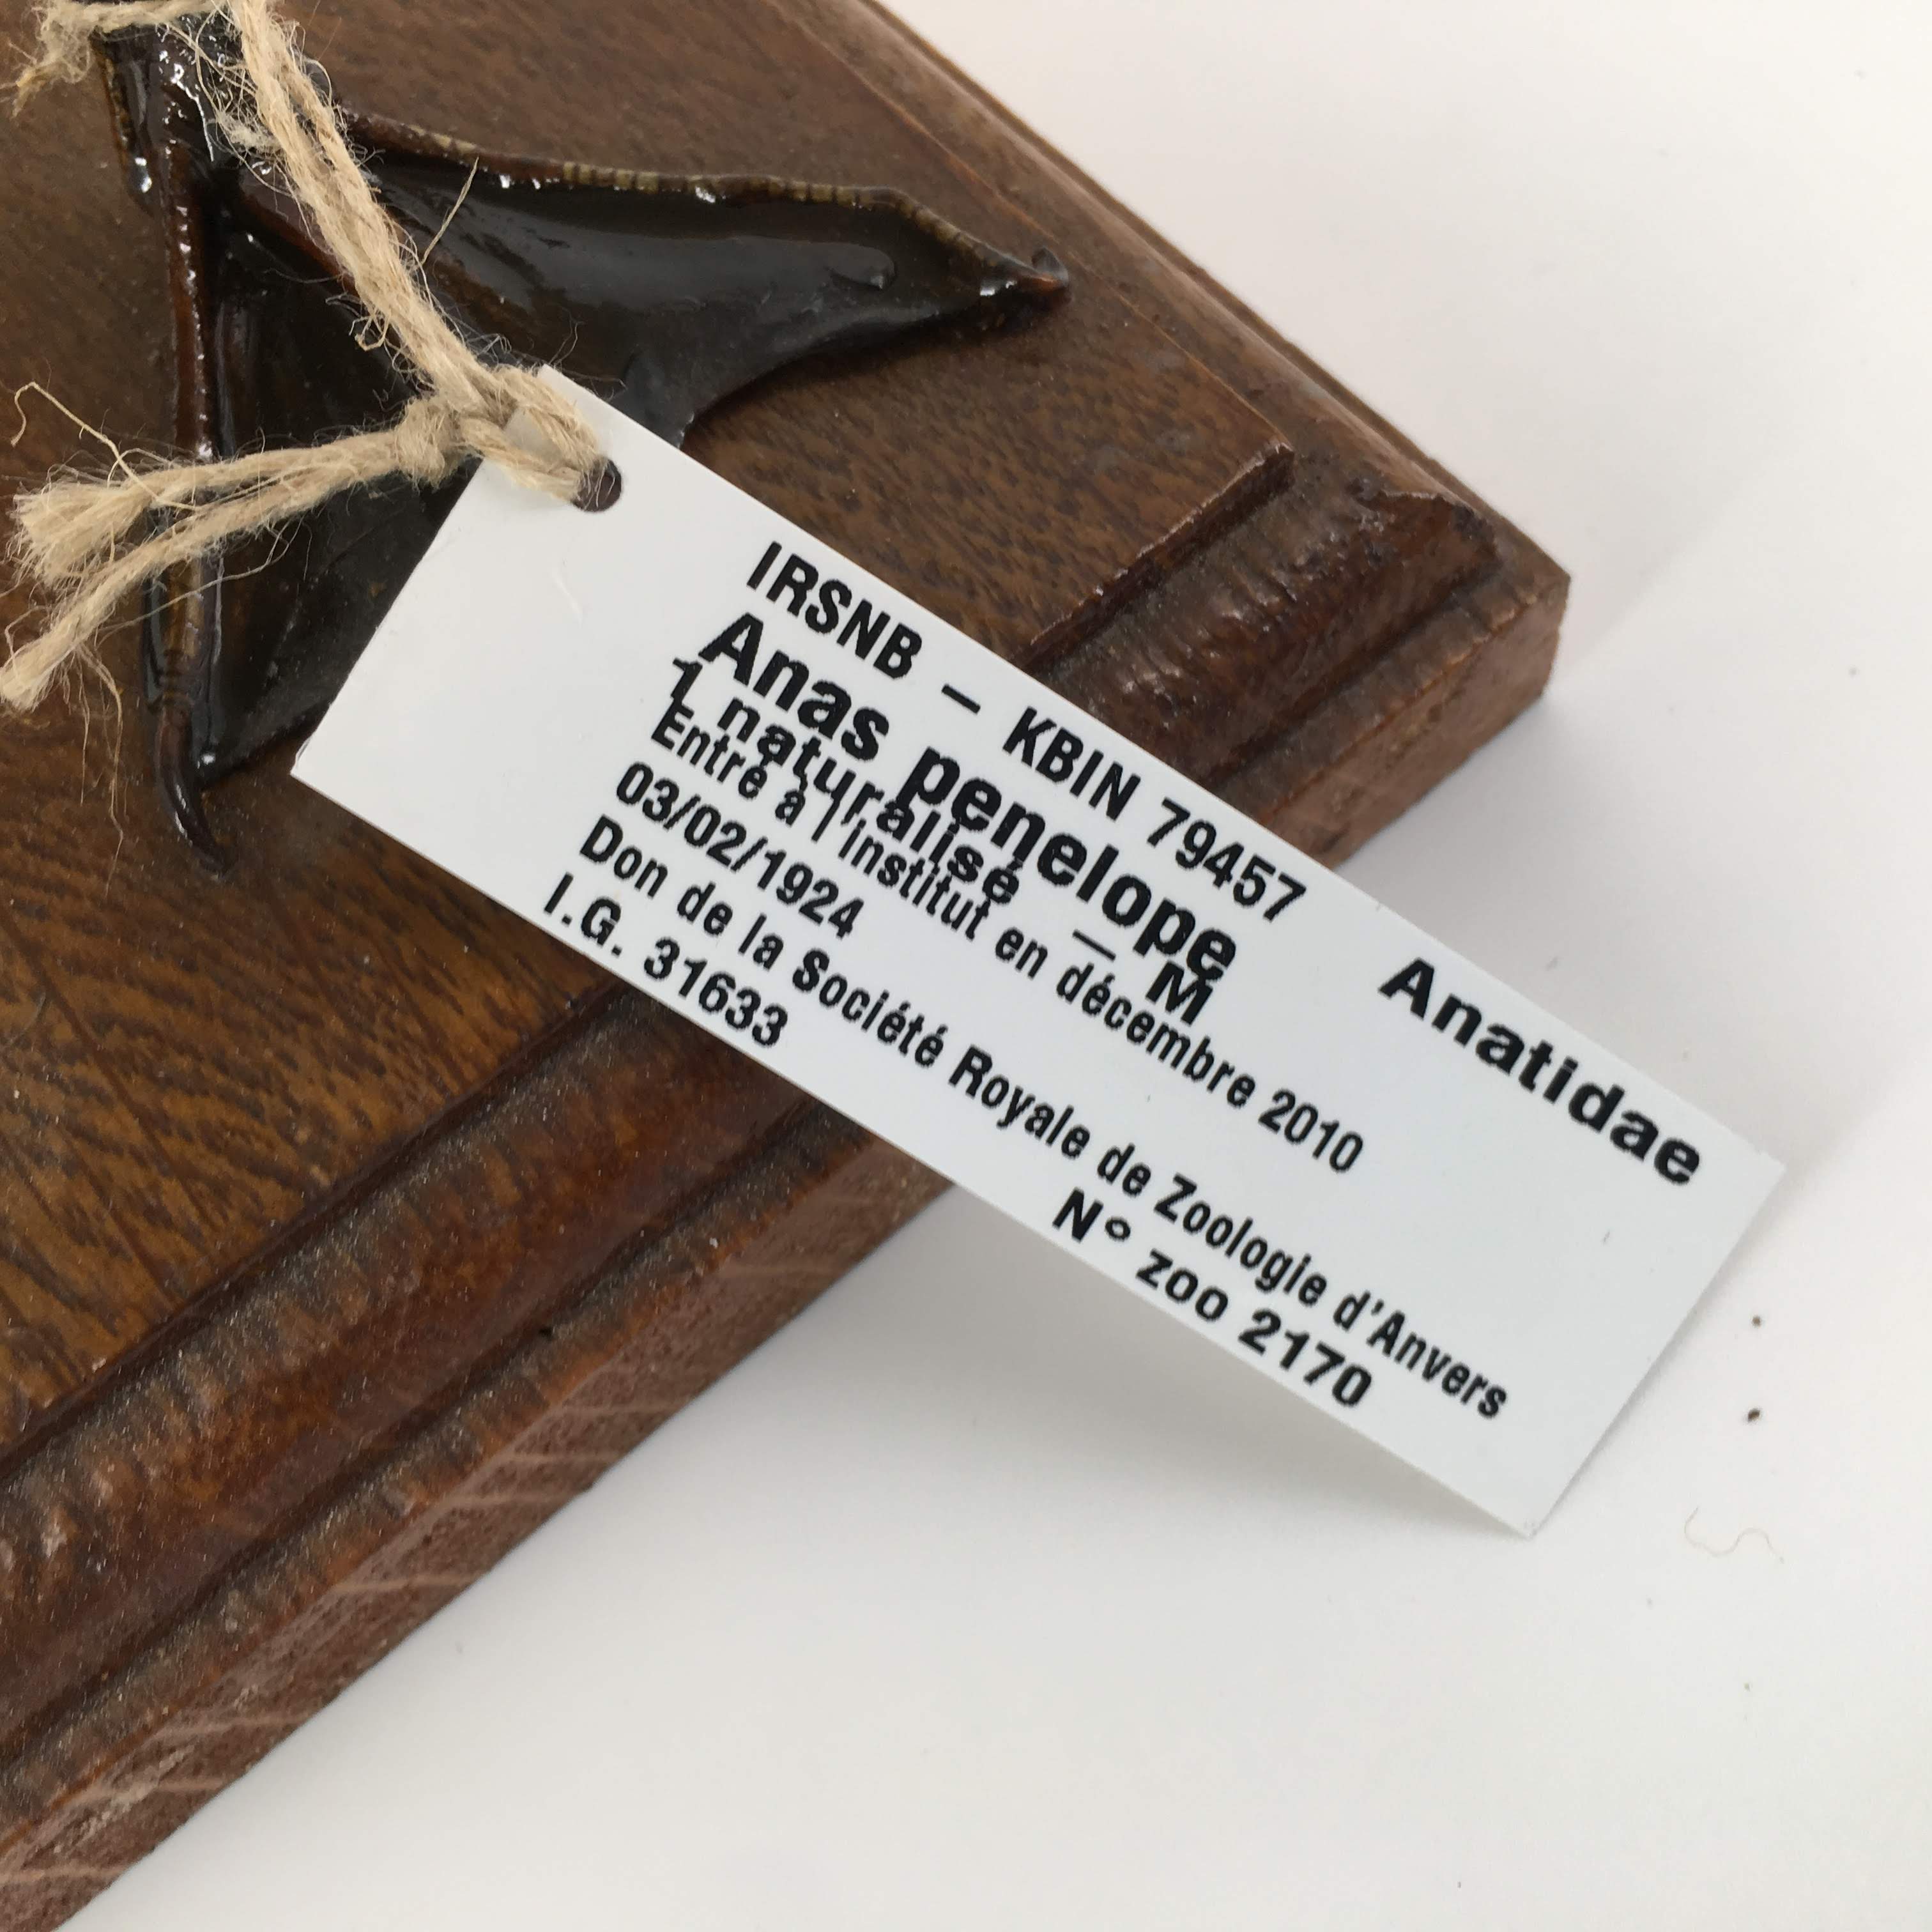 IRSNB – KBIN 79457
Anas penelope Anatidae
1 naturalisé – M
Entré à l'institut en décembre 2010
03/02/1924
Don de la Société Royale de Zoologie d'Anvers
I.G. 31633 N° zoo 2170